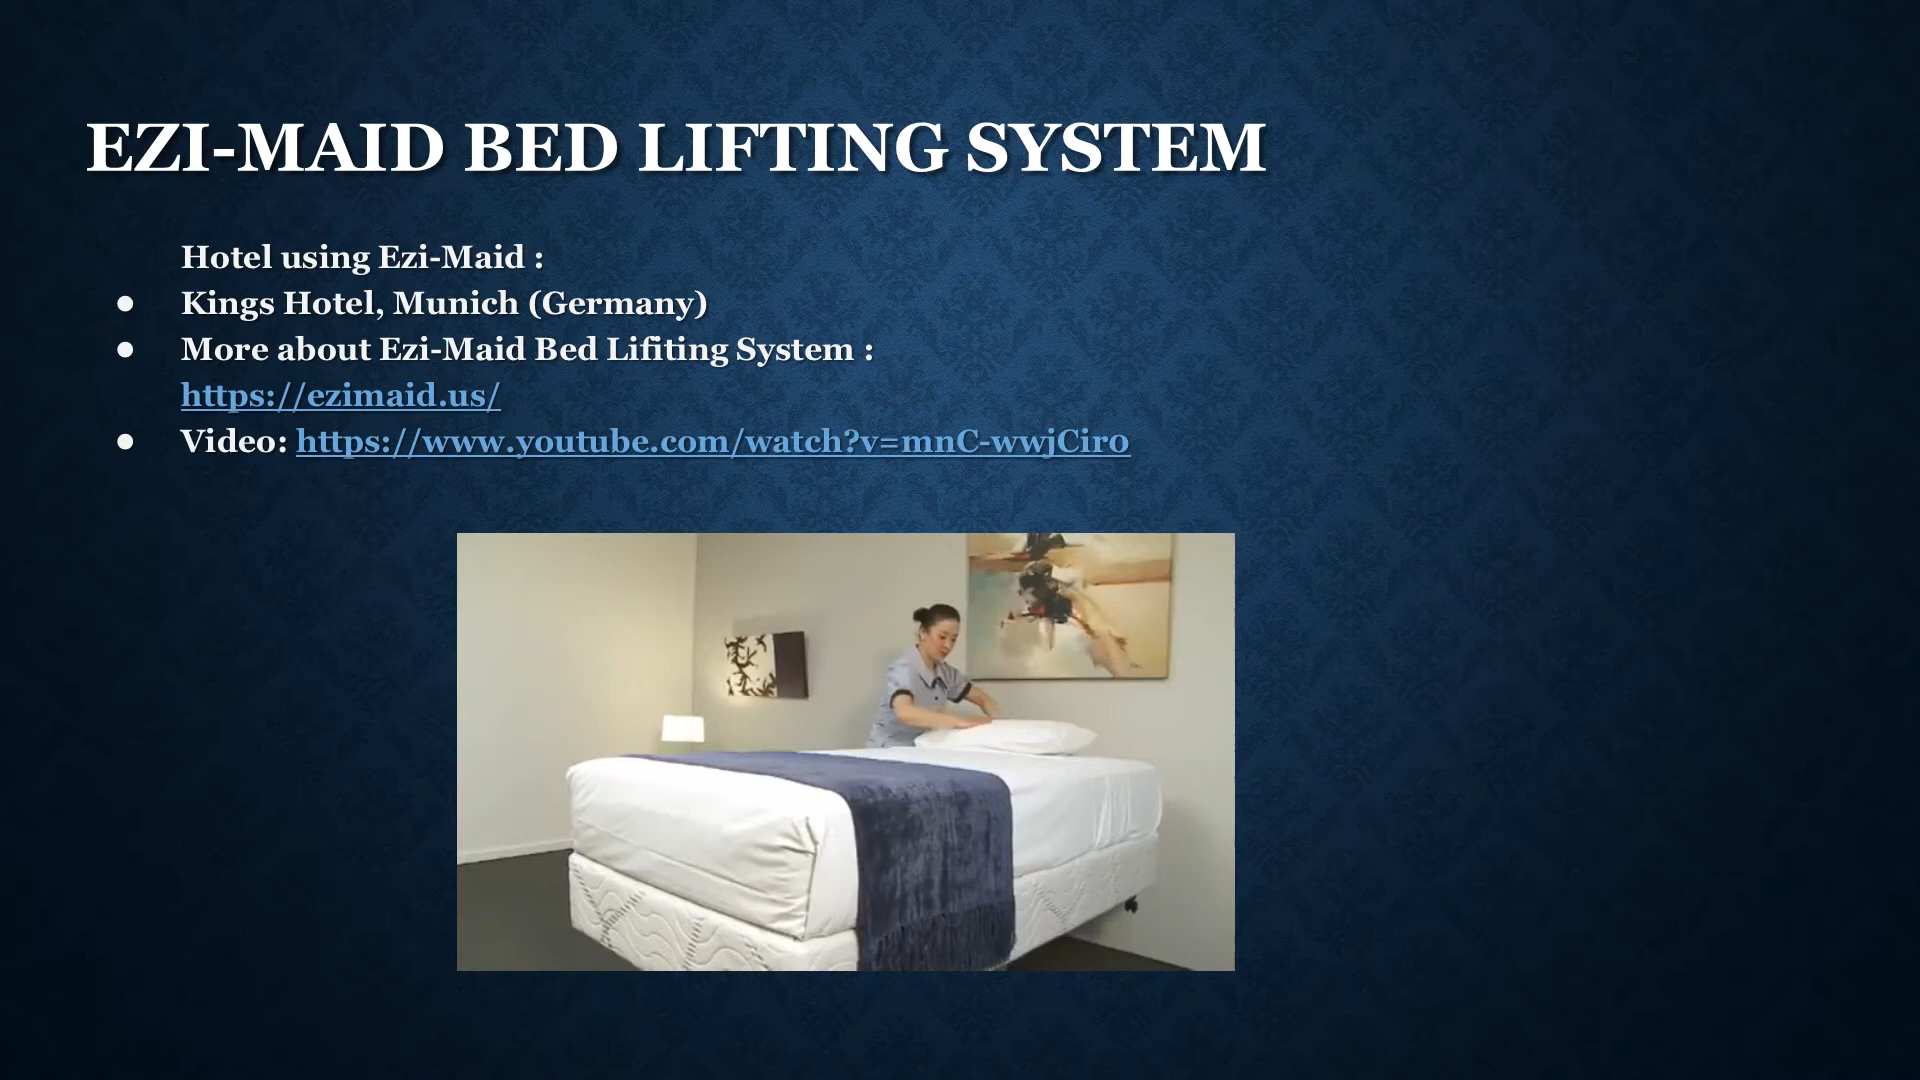 EZI-MAID BED LIFTING SYSTEM
Hotel using Ezi-Maid :
● Kings Hotel, Munich (Germany)
● More about Ezi-Maid Bed Lifiting System :
https://ezimaid.us/
● Video: https://www.youtube.com/watch?v=mnC-wwjCir0